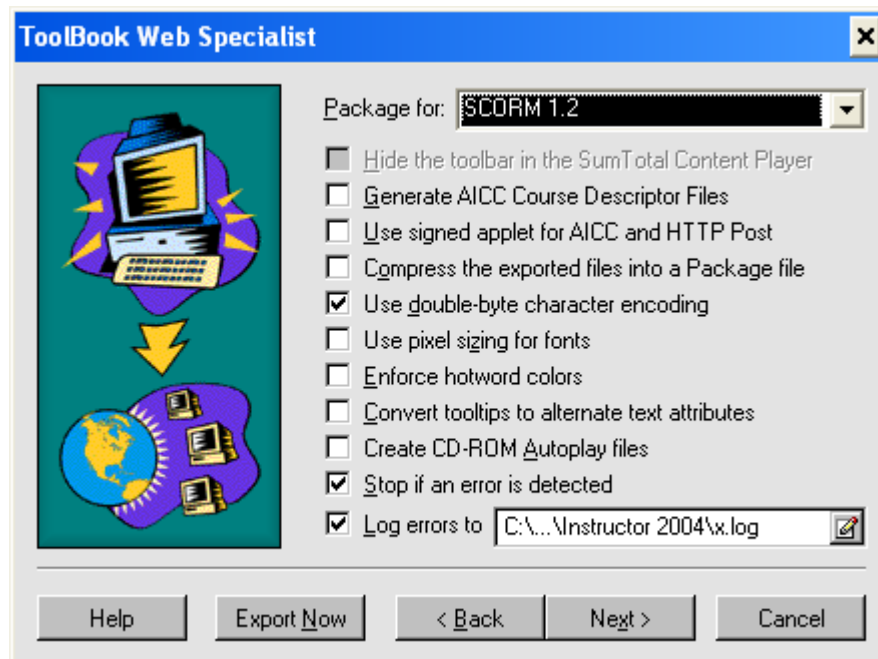 ToolBook Web Specialist
Package for: SCORM 1.2
Hide the toolbar in the SumTotal Content Player
Generate AICC Course Descriptor Files
Use signed applet for AICC and HTTP Post
Compress the exported files into a Package file
Use double-byte character encoding
Use pixel sizing for fonts
Enforce hotword colors
Convert tooltips to alternate text attributes
Create CD-ROM Autoplay files
Stop if an error is detected
Log errors to C:\...\Instructor 2004\x.log
Help Export Now < Back Next > Cancel